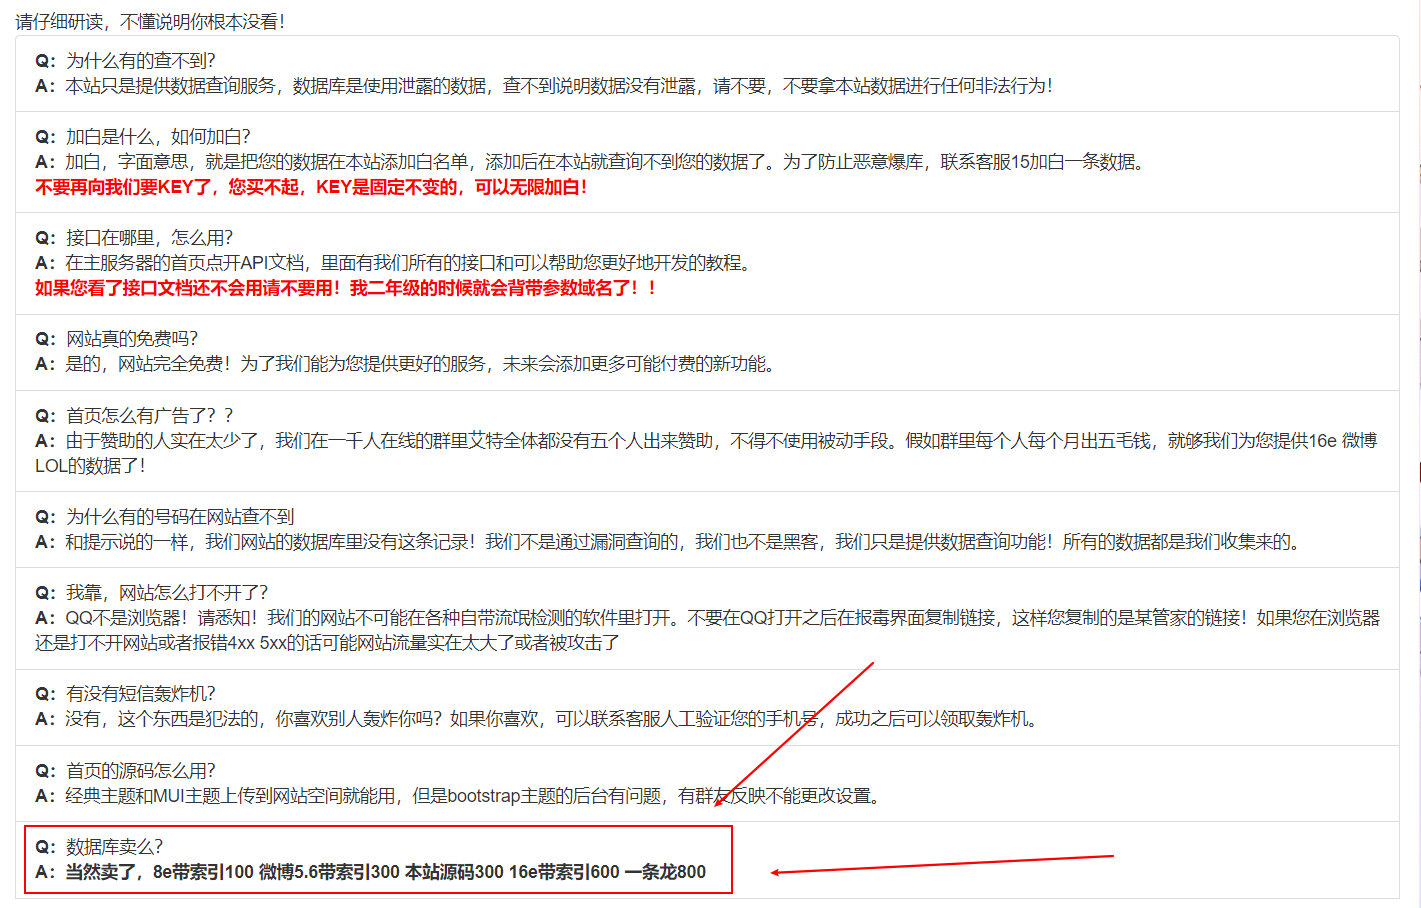 请仔细研读，不懂说明你根本没看！
Q：为什么有的查不到？
A：本站只是提供数据查询服务，数据库是使用泄露的数据，查不到说明数据没有泄露，请不要，不要拿本站数据进行任何非法行为！
Q：加白是什么，如何加白？
A：加白，字面意思，就是把您的数据在本站添加白名单，添加后在本站就查询不到您的数据了。为了防止恶意爆库，联系客服15加白一条数据。
不要再向我们要KEY了，您买不起，KEY是固定不变的，可以无限加白！
Q：接口在哪里，怎么用？
A：在主服务器的首页点开API文档，里面有我们所有的接口和可以帮助您更好地开发的教程。
如果您看了接口文档还不会用请不要用！我二年级的时候就会背带参数域名了！！
Q：网站真的免费吗？
A：是的，网站完全免费！为了我们能为您提供更好的服务，未来会添加更多可能付费的新功能。
Q：首页怎么有广告了？？
A：由于赞助的人实在太少了，我们在一千人在线的群里艾特全体都没有五个人出来赞助，不得不使用被动手段。假如群里每个人每个月出五毛钱，就够我们为您提供16e 微博
LOL的数据了！
Q：为什么有的号码在网站查不到
A：和提示说的一样，我们网站的数据库里没有这条记录！我们不是通过漏洞查询的，我们也不是黑客，我们只是提供数据查询功能！所有的数据都是我们收集来的。
Q：我靠，网站怎么打不开了？
A：QQ不是浏览器！请悉知！我们的网站不可能在各种自带流氓检测的软件里打开。不要在QQ打开之后在报毒界面复制链接，这样您复制的是某管家的链接！如果您在浏览器
还是打不开网站或者报错4xx 5xx的话可能网站流量实在太大了或者被攻击了
Q：有没有短信轰炸机？
A：没有，这个东西是犯法的，你喜欢别人轰炸你吗？如果你喜欢，可以联系客服人工验证您的手机号，成功之后可以领取轰炸机。
Q：首页的源码怎么用？
A：经典主题和MUI主题上传到网站空间就能用，但是bootstrap主题的后台有问题，有群友反映不能更改设置。
Q：数据库卖么？
A：当然卖了，8e带索引100 微博5.6带索引300 本站源码300 16e带索引600 一条龙800